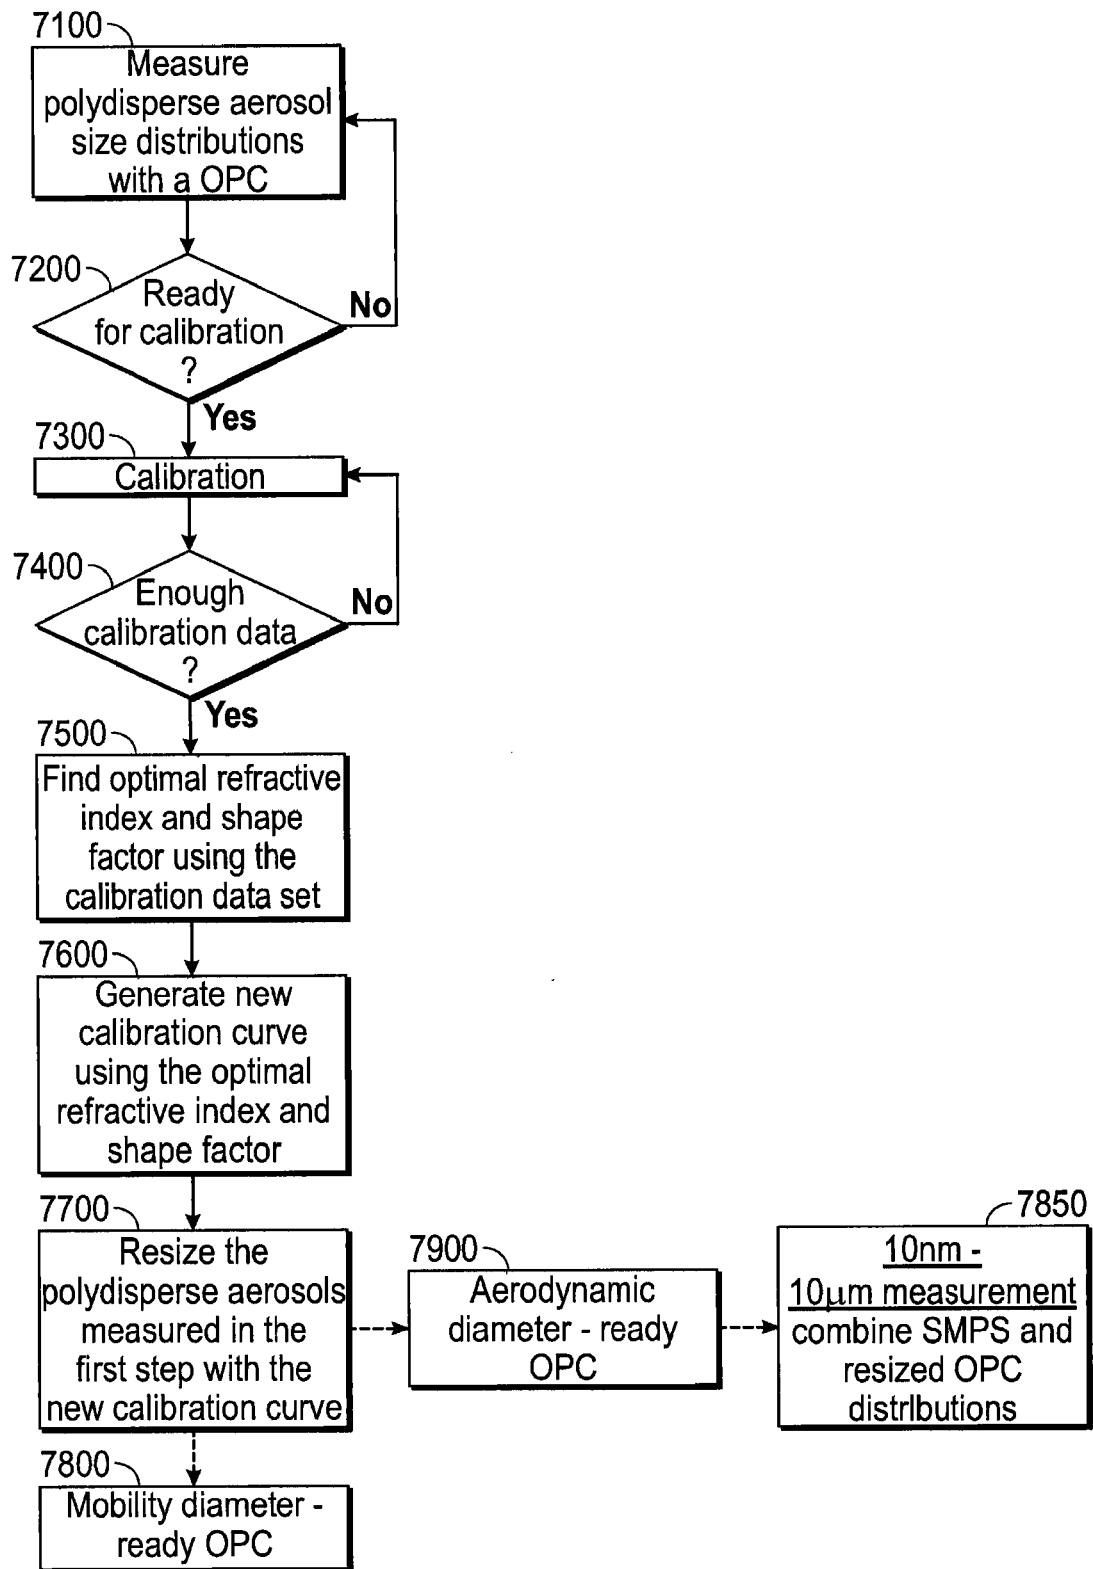 7100
Measure
polydisperse aerosol
size distributions
with a OPC
7200
Ready
for calibration
?
No
Yes
7300
Calibration
7400
Enough
calibration data
?
No
Yes
7500
Find optimal refractive
index and shape
factor using the
calibration data set
7600
Generate new
calibration curve
using the optimal
refractive index and
shape factor
7700
Resize the
polydisperse aerosols
measured in the
first step with the
new calibration curve
7900
Aerodynamic
diameter - ready
OPC
7850
10nm -
10µm measurement
combine SMPS and
resized OPC
distrIbutions
7800
Mobility diameter -
ready OPC